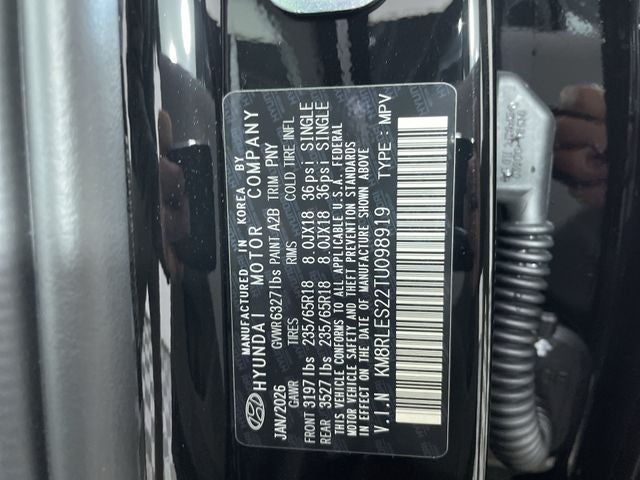 MANUFACTURED IN KOREA BY
HYUNDAI MOTOR COMPANY
JAN/2026 GVWR 6327lbs PAINT A2B TRIM PNY
GAWR TIRES RIMS COLD TIRE INFL
FRONT 3197lbs 235/65R18 8.0JX18 36psi SINGLE
REAR 3527lbs 235/65R18 8.0JX18 36psi SINGLE
THIS VEHICLE CONFORMS TO ALL APPLICABLE U.S.A. FEDERAL
MOTOR VEHICLE SAFETY AND THEFT PREVENTION STANDARDS
IN EFFECT ON THE DATE OF MANUFACTURE SHOWN ABOVE
V.I.N KM8RLES22TU098919 TYPE: MPV